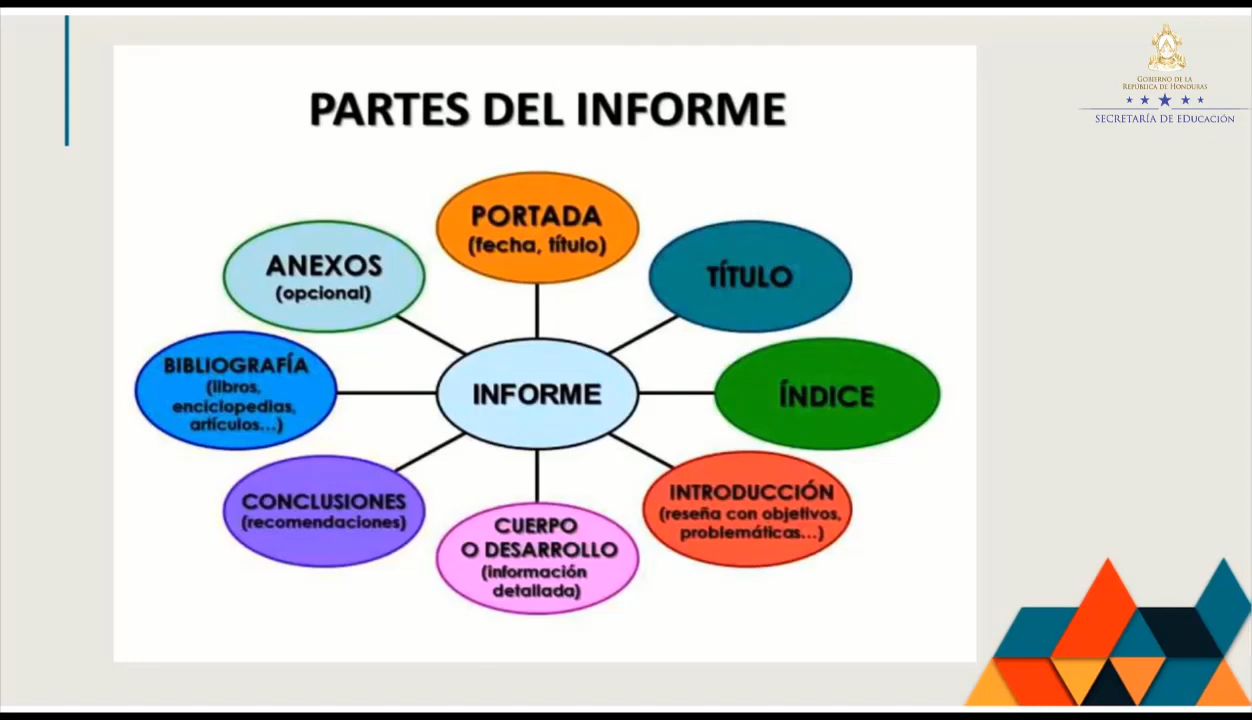 PARTES DEL INFORME
PORTADA
(fecha, título)
TÍTULO
ÍNDICE
INTRODUCCIÓN
(reseña con objetivos,
problemáticas...)
CUERPO
O DESARROLLO
(información
detallada)
CONCLUSIONES
(recomendaciones)
BIBLIOGRAFÍA
(libros,
enciclopedias,
artículos...)
ANEXOS
(opcional)
INFORME
GOBIERNO DE LA
REPÚBLICA DE HONDURAS
SECRETARÍA DE EDUCACIÓN